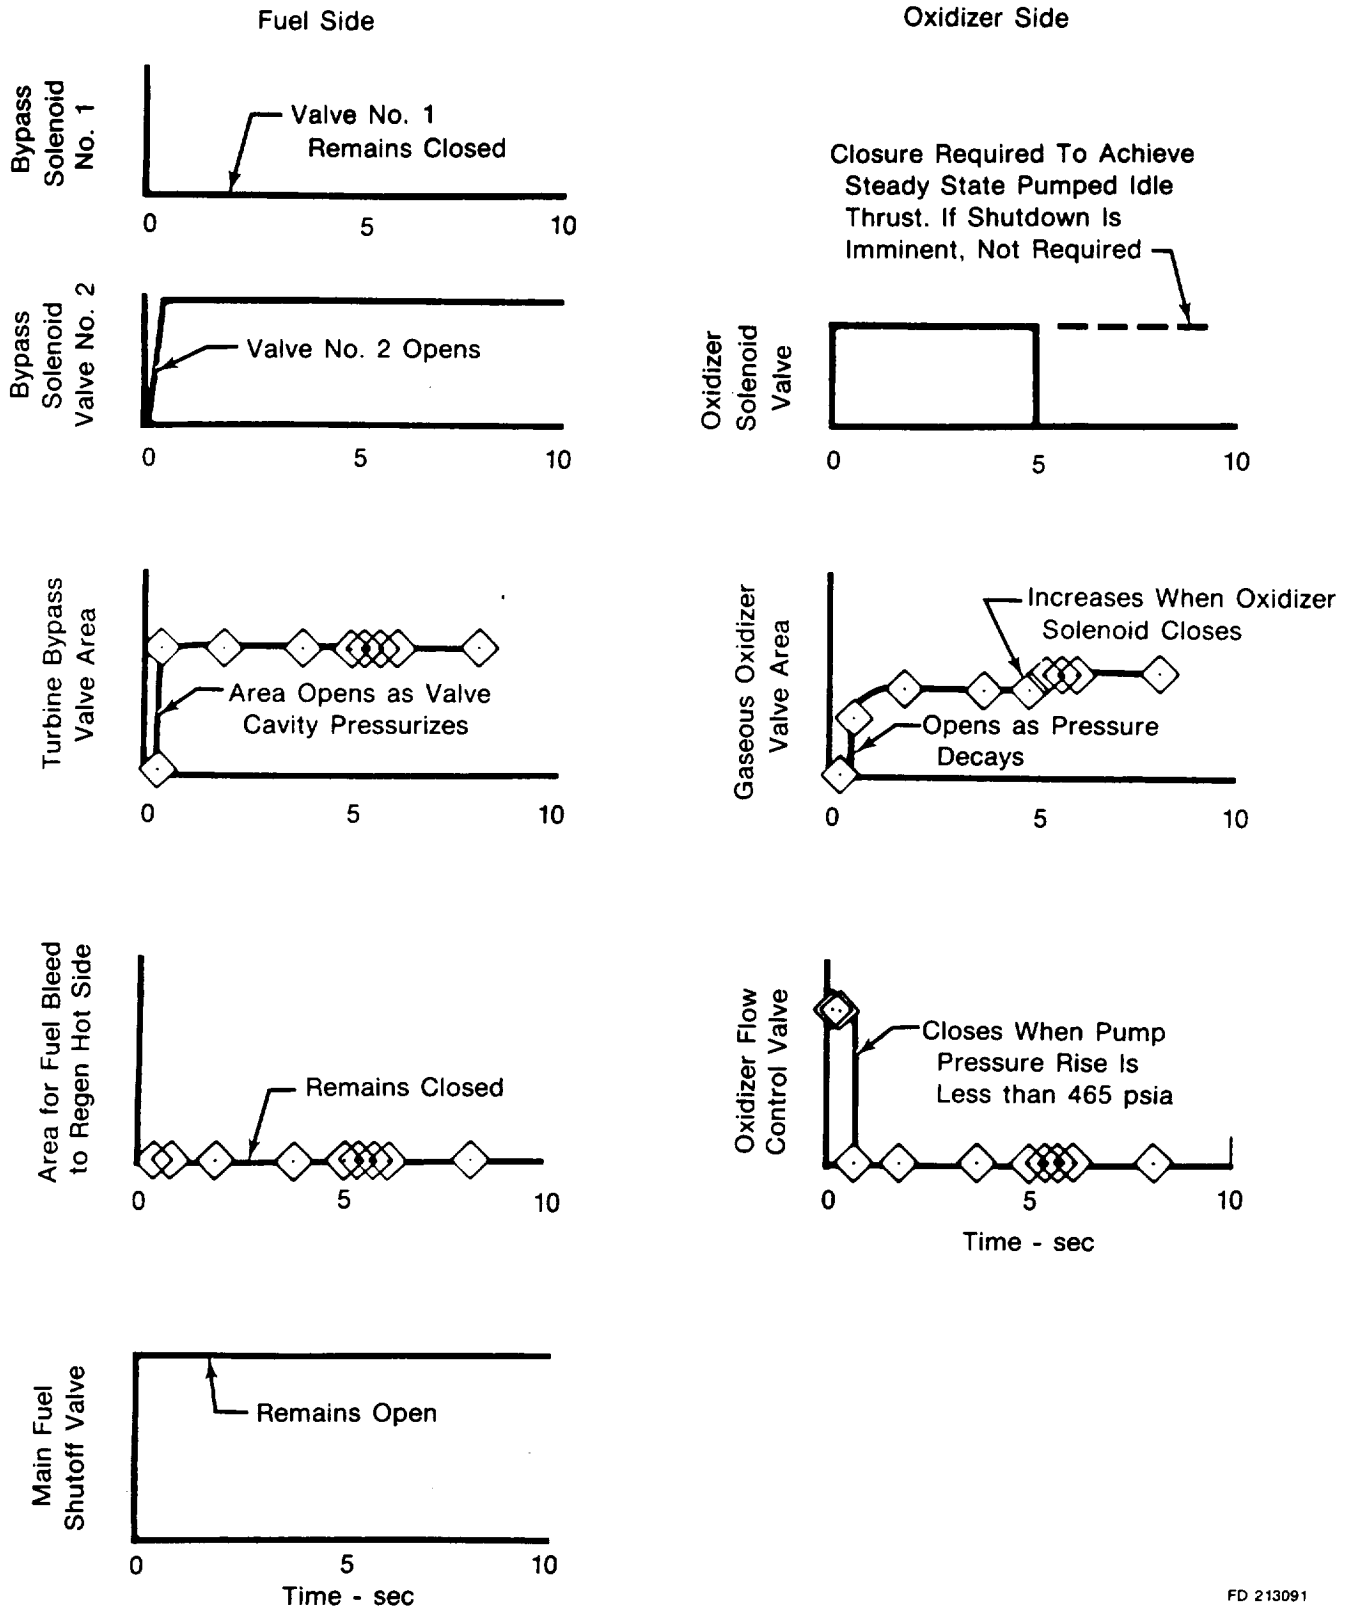 Fuel Side
Bypass
Solenoid
No. 1
Valve No. 1
Remains Closed
0 5 10
Bypass
Solenoid
Valve No. 2
Valve No. 2 Opens
0 5 10
Turbine Bypass
Valve Area
Area Opens as Valve
Cavity Pressurizes
0 5 10
Area for Fuel Bleed
to Regen Hot Side
Remains Closed
0 5 10
Main Fuel
Shutoff Valve
Remains Open
0 5 10
Time - sec
Oxidizer Side
Closure Required To Achieve
Steady State Pumped Idle
Thrust. If Shutdown Is
Imminent, Not Required
Oxidizer
Solenoid
Valve
0 5 10
Gaseous Oxidizer
Valve Area
Increases When Oxidizer
Solenoid Closes
Opens as Pressure
Decays
0 5 10
Oxidizer Flow
Control Valve
Closes When Pump
Pressure Rise Is
Less than 465 psia
0 5 10
Time - sec
FD 213091